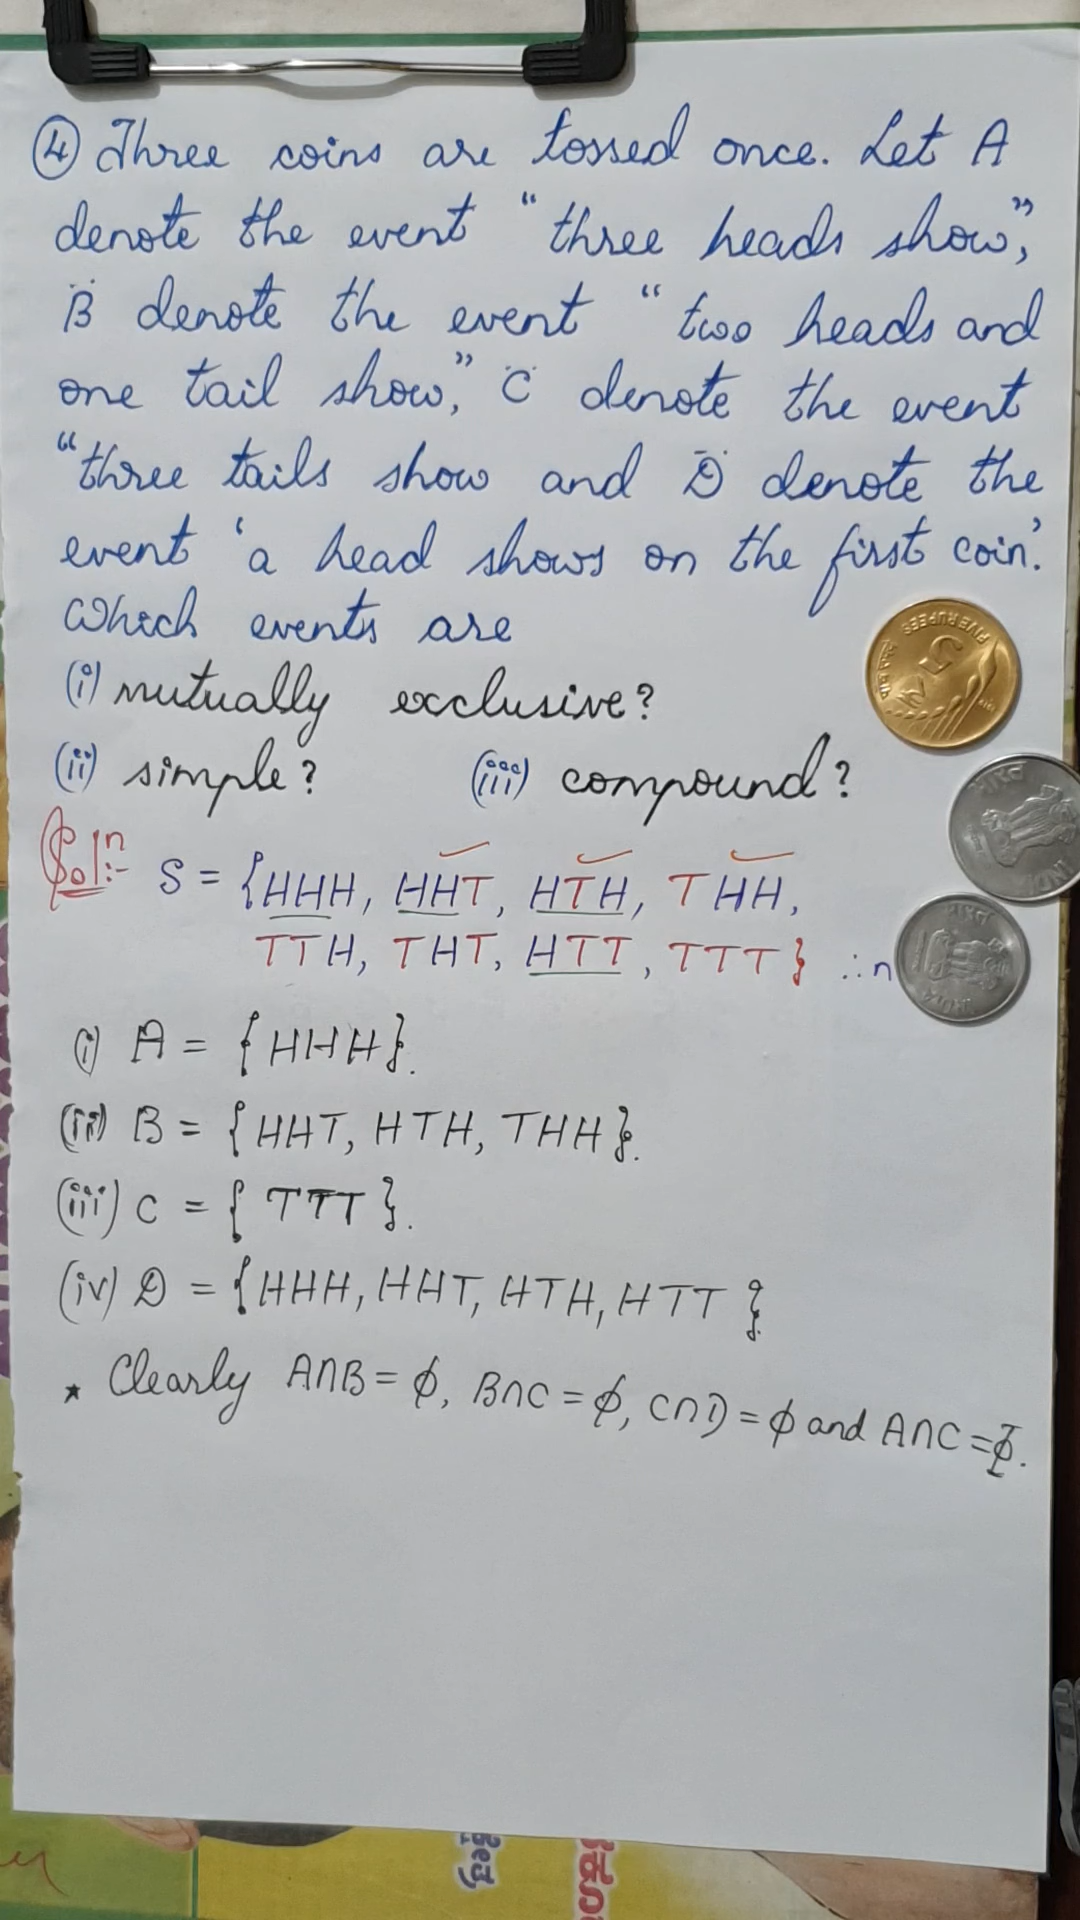 ④ Three coins are tossed once. Let A
denote the event "three heads show",
B denote the event "two heads and
one tail show," C denote the event
"three tails show and D denote the
event 'a head shows on the first coin'.
Which events are
(i) mutually exclusive?
(ii) simple? (iii) compound?
Solⁿ:- S = {HHH, HHT, HTH, THH,
TTH, THT, HTT, TTT} ∴ n
(i) A = {HHH}.
(ii) B = {HHT, HTH, THH}.
(iii) C = {TTT}.
(iv) D = {HHH, HHT, HTH, HTT}.
* Clearly A∩B = ϕ, B∩C = ϕ, C∩D = ϕ and A∩C = ϕ.
FIVE RUPEES
5